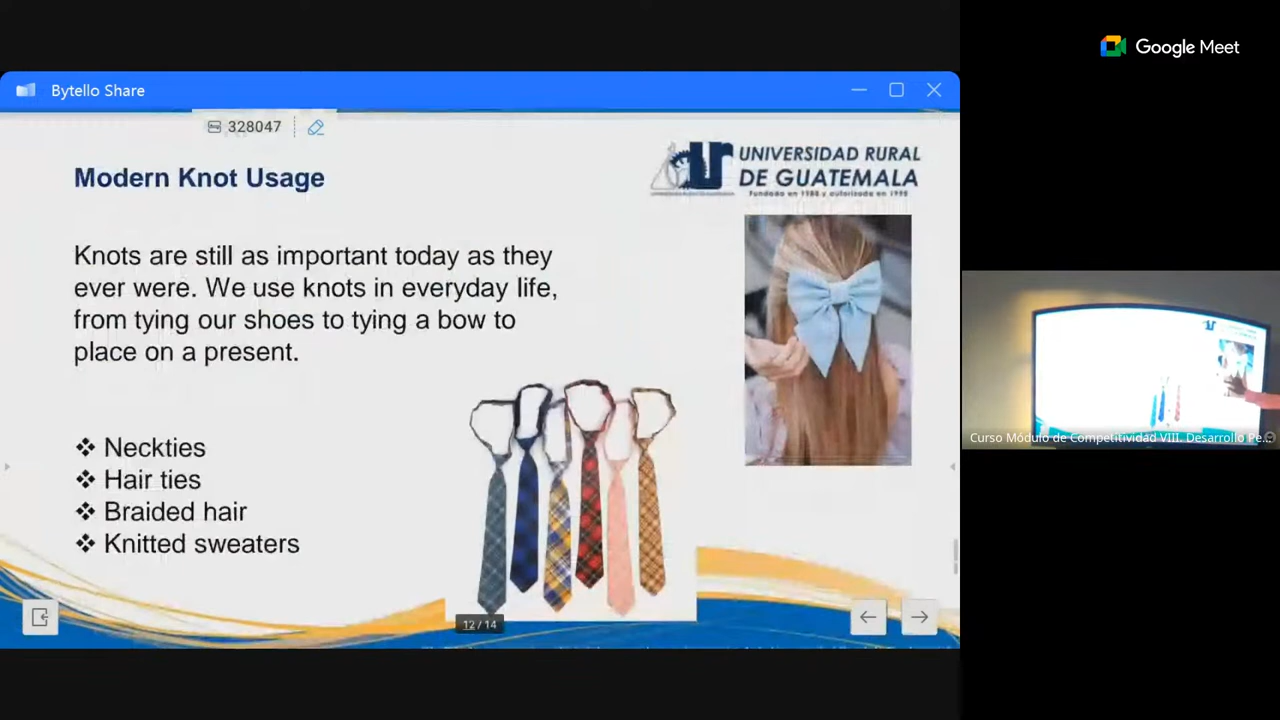 Google Meet
Bytello Share
328047
UNIVERSIDAD RURAL
DE GUATEMALA
Fundada en 1988 y autorizada en 1995
Modern Knot Usage
Knots are still as important today as they
ever were. We use knots in everyday life,
from tying our shoes to tying a bow to
place on a present.
❖ Neckties
❖ Hair ties
❖ Braided hair
❖ Knitted sweaters
12 / 14
Curso Módulo de Competitividad VIII. Desarrollo Pe...